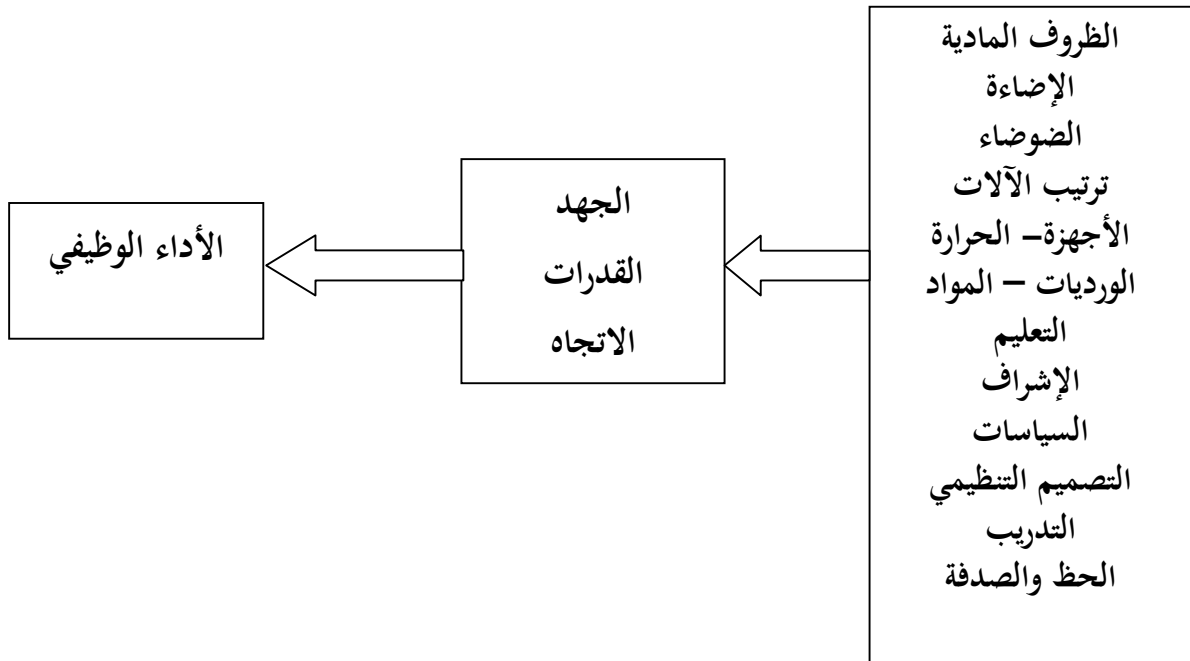 الظروف المادية
الإضاءة
الضوضاء
ترتيب الآلات
الأجهزة– الحرارة
الورديات – المواد
التعليم
الإشراف
السياسات
التصميم التنظيمي
التدريب
الحظ والصدفة
الجهد
القدرات
الاتجاه
الأداء الوظيفي